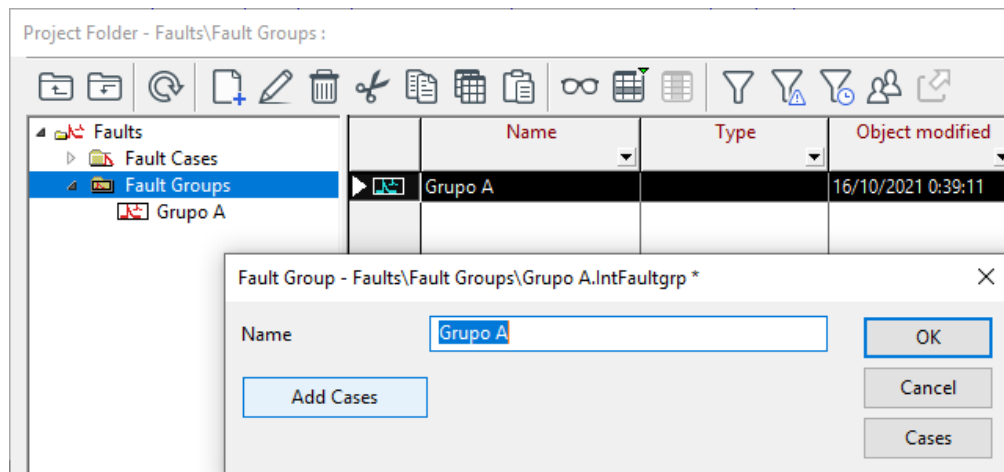 Project Folder - Faults\Fault Groups :
Faults
Name
Type
Object modified
Fault Cases
Fault Groups
Grupo A
16/10/2021 0:39:11
Grupo A
Fault Group - Faults\Fault Groups\Grupo A.IntFaultgrp *
Name
Grupo A
OK
Add Cases
Cancel
Cases